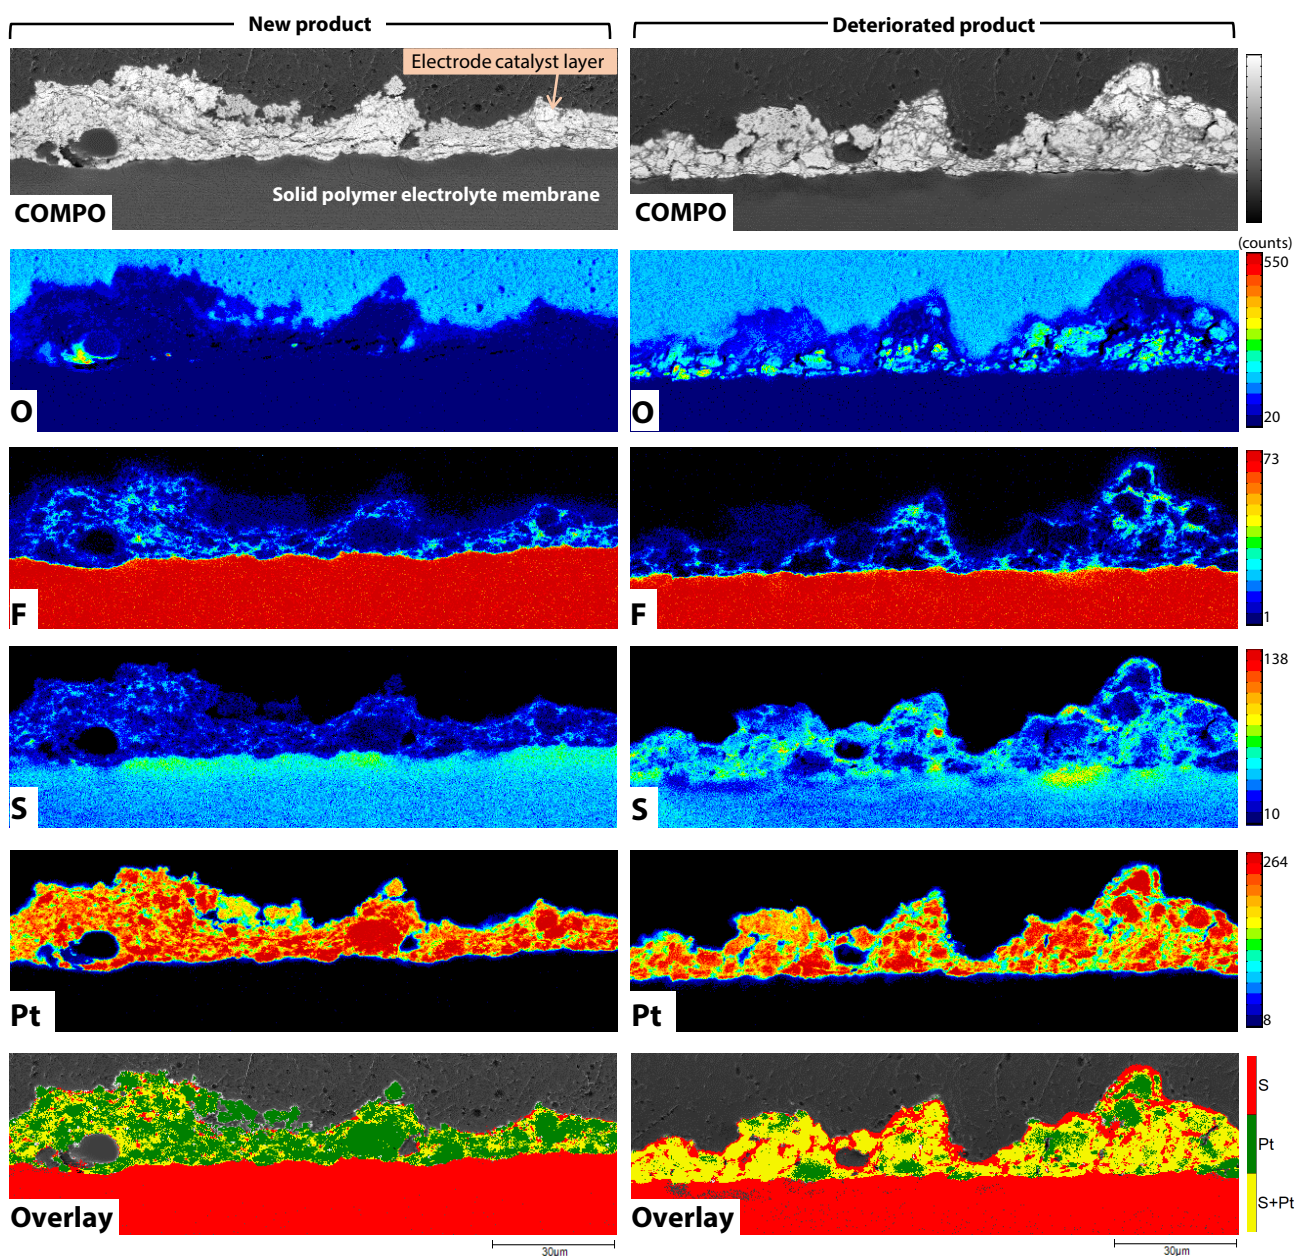 New product
Deteriorated product
Electrode catalyst layer
Solid polymer electrolyte membrane
COMPO
COMPO
(counts)
550
O
O
20
73
F
F
1
138
S
S
10
264
Pt
Pt
8
S
Pt
S+Pt
Overlay
Overlay
30μm
30μm